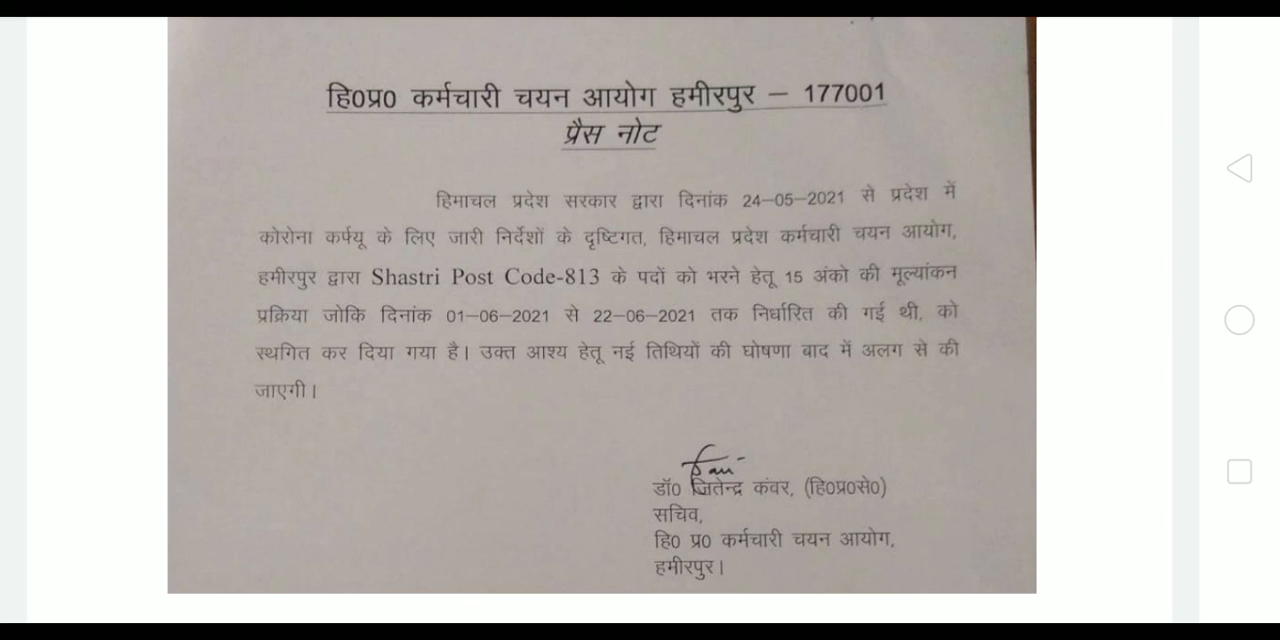 हि0प्र0 कर्मचारी चयन आयोग हमीरपुर – 177001
प्रैस नोट
हिमाचल प्रदेश सरकार द्वारा दिनांक 24–05–2021 से प्रदेश में
कोरोना कर्फ्यू के लिए जारी निर्देशों के दृष्टिगत, हिमाचल प्रदेश कर्मचारी चयन आयोग,
हमीरपुर द्वारा Shastri Post Code-813 के पदों को भरने हेतू 15 अंको की मूल्यांकन
प्रक्रिया जोकि दिनांक 01–06–2021 से 22–06–2021 तक निर्धारित की गई थी, को
स्थगित कर दिया गया है। उक्त आश्य हेतू नई तिथियों की घोषणा बाद में अलग से की
जाएगी।
डॉ0 जितेन्द्र कंवर, (हि0प्र0से0)
सचिव,
हि0 प्र0 कर्मचारी चयन आयोग,
हमीरपुर।